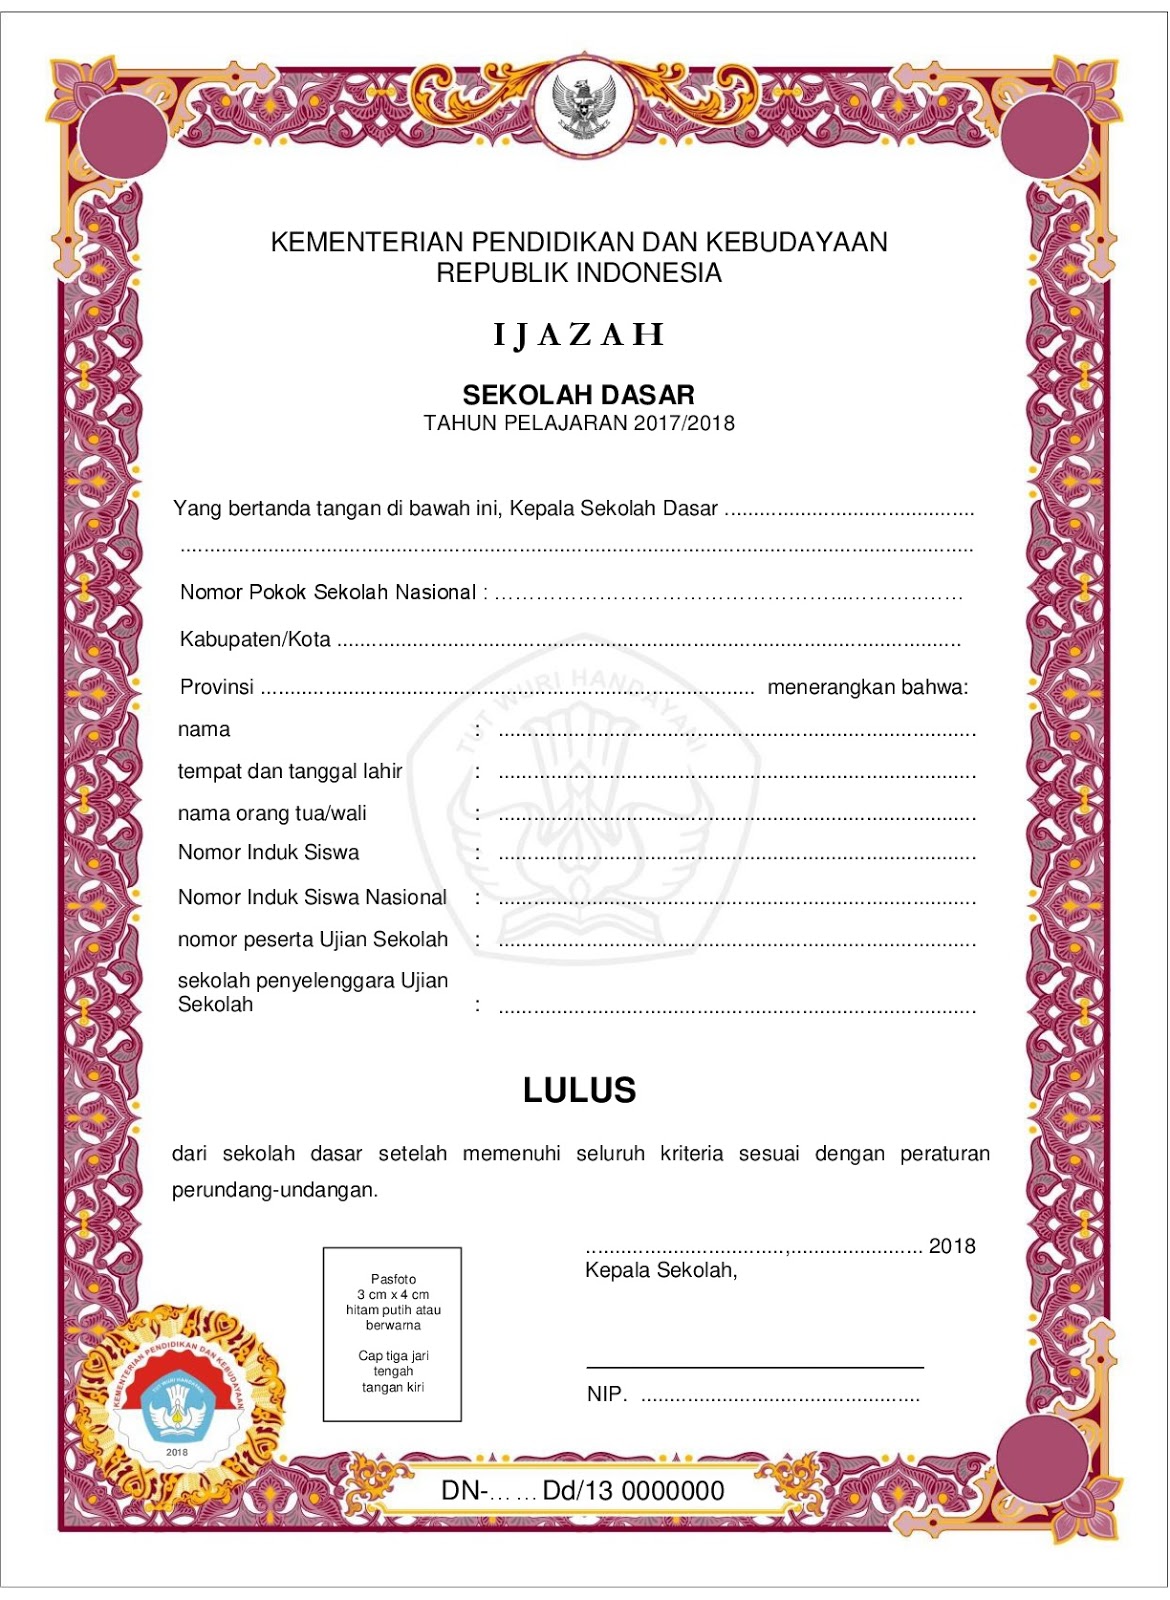 KEMENTERIAN PENDIDIKAN DAN KEBUDAYAAN
REPUBLIK INDONESIA
IJAZAH
SEKOLAH DASAR
TAHUN PELAJARAN 2017/2018
Yang bertanda tangan di bawah ini, Kepala Sekolah Dasar ...........................................
.......................................................................................................................................
Nomor Pokok Sekolah Nasional : ………………………………………………………………
Kabupaten/Kota ..........................................................................................................
TUT WURI HANDAYANI
Provinsi .................................................................................... menerangkan bahwa:
nama : .................................................................................
tempat dan tanggal lahir : .................................................................................
nama orang tua/wali : .................................................................................
Nomor Induk Siswa : .................................................................................
Nomor Induk Siswa Nasional : .................................................................................
nomor peserta Ujian Sekolah : .................................................................................
sekolah penyelenggara Ujian
Sekolah : .................................................................................
LULUS
dari sekolah dasar setelah memenuhi seluruh kriteria sesuai dengan peraturan
perundang-undangan.
..................................,...................... 2018
Kepala Sekolah,
Pasfoto
3 cm x 4 cm
hitam putih atau
berwarna
Cap tiga jari
tengah
tangan kiri
NIP. ................................................
KEMENTERIAN PENDIDIKAN DAN KEBUDAYAAN
TUT WURI HANDAYANI
2018
DN-……Dd/13 0000000